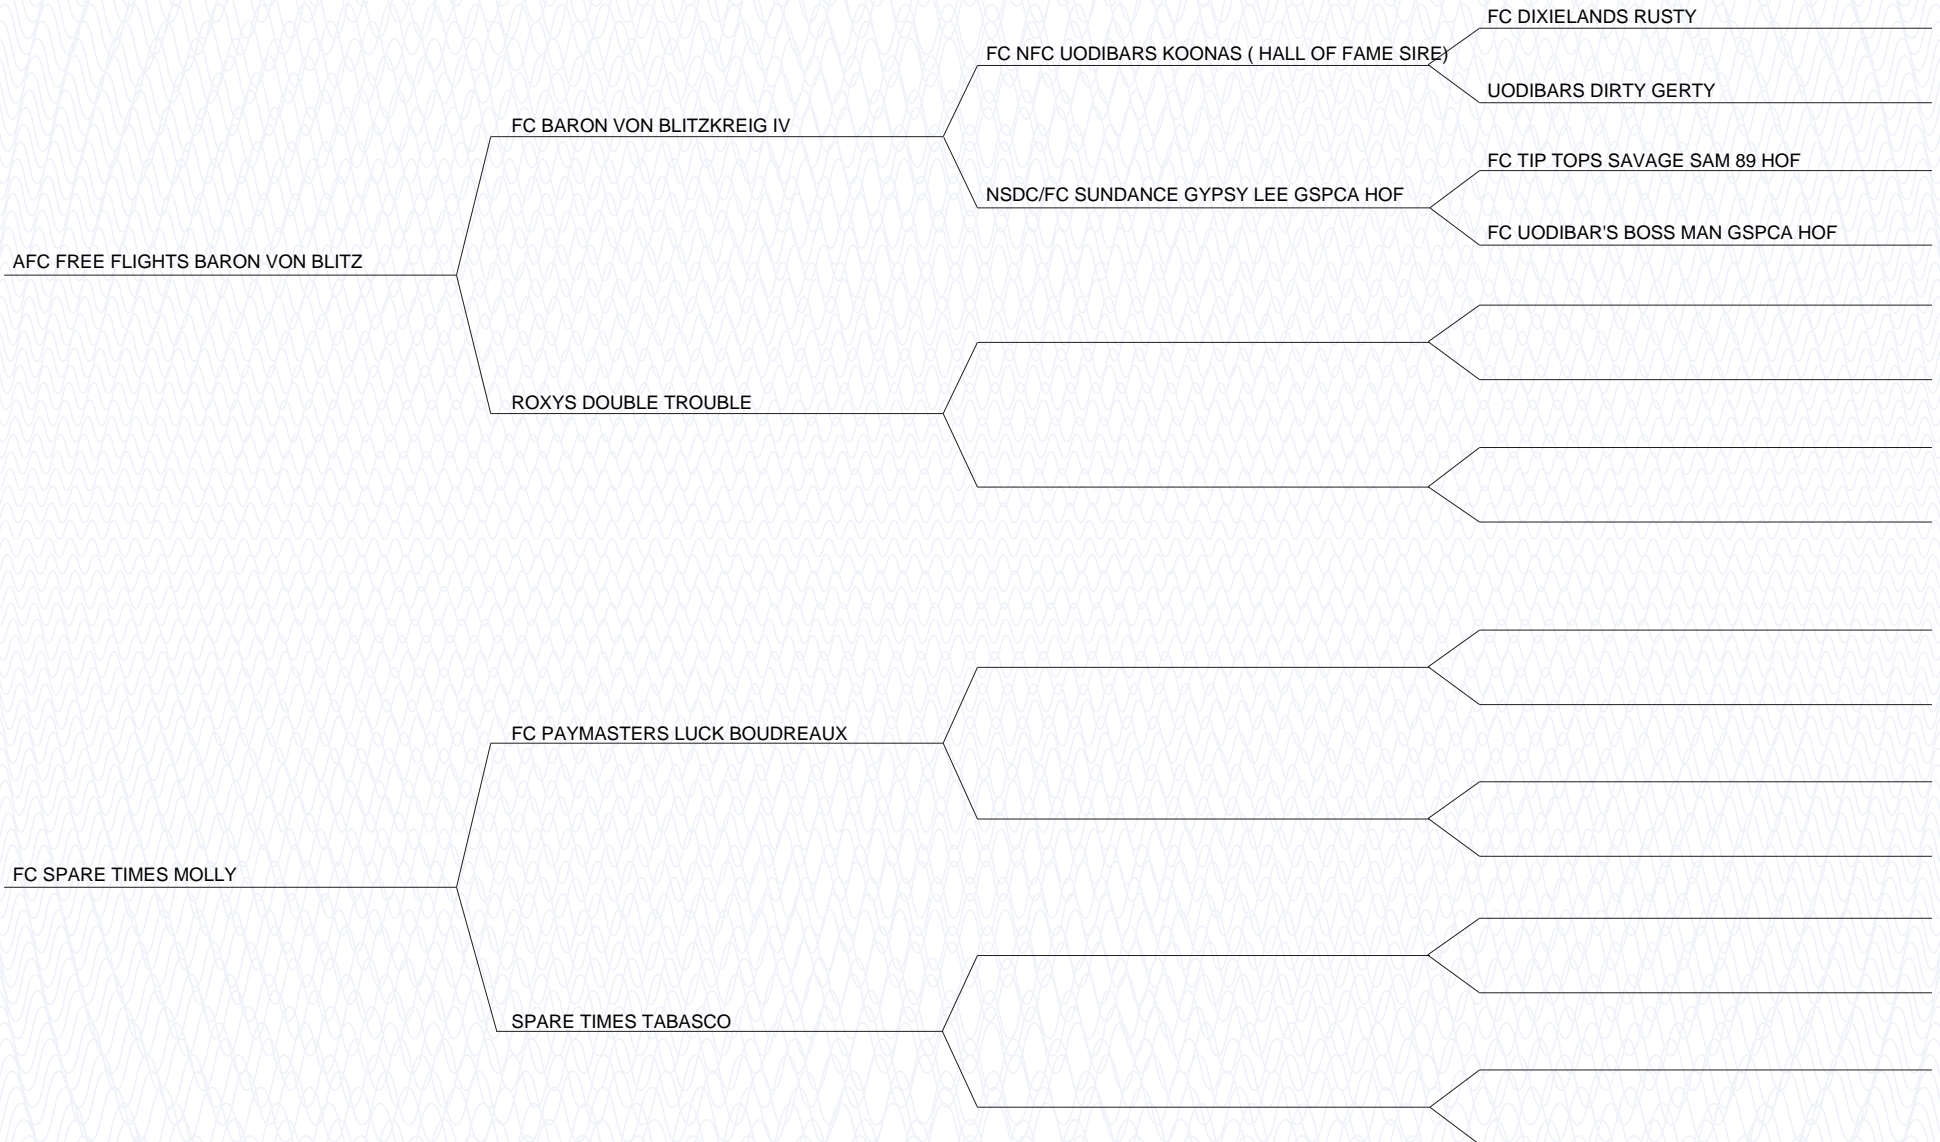 FC DIXIELANDS RUSTY
FC NFC UODIBARS KOONAS ( HALL OF FAME SIRE)
UODIBARS DIRTY GERTY
FC BARON VON BLITZKREIG IV
FC TIP TOPS SAVAGE SAM 89 HOF
NSDC/FC SUNDANCE GYPSY LEE GSPCA HOF
FC UODIBAR'S BOSS MAN GSPCA HOF
AFC FREE FLIGHTS BARON VON BLITZ
ROXYS DOUBLE TROUBLE
FC PAYMASTERS LUCK BOUDREAUX
FC SPARE TIMES MOLLY
SPARE TIMES TABASCO